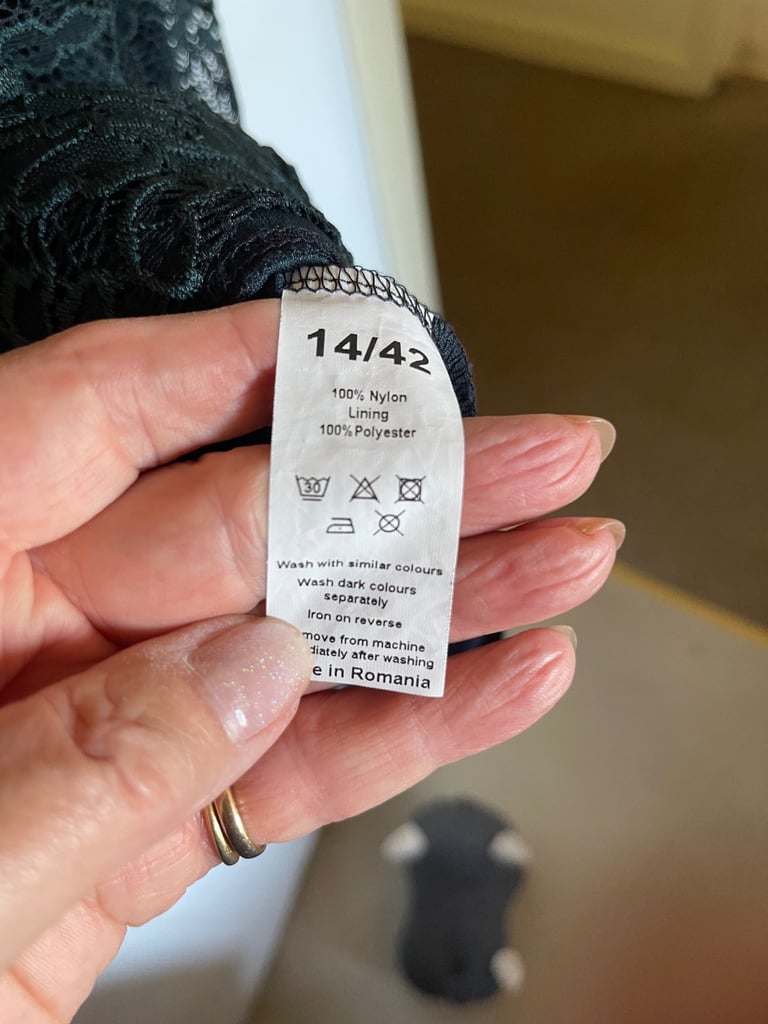 14/42
100% Nylon
Lining
100% Polyester
30
Wash with similar colours
Wash dark colours
separately
Iron on reverse
move from machine
diately after washing
e in Romania